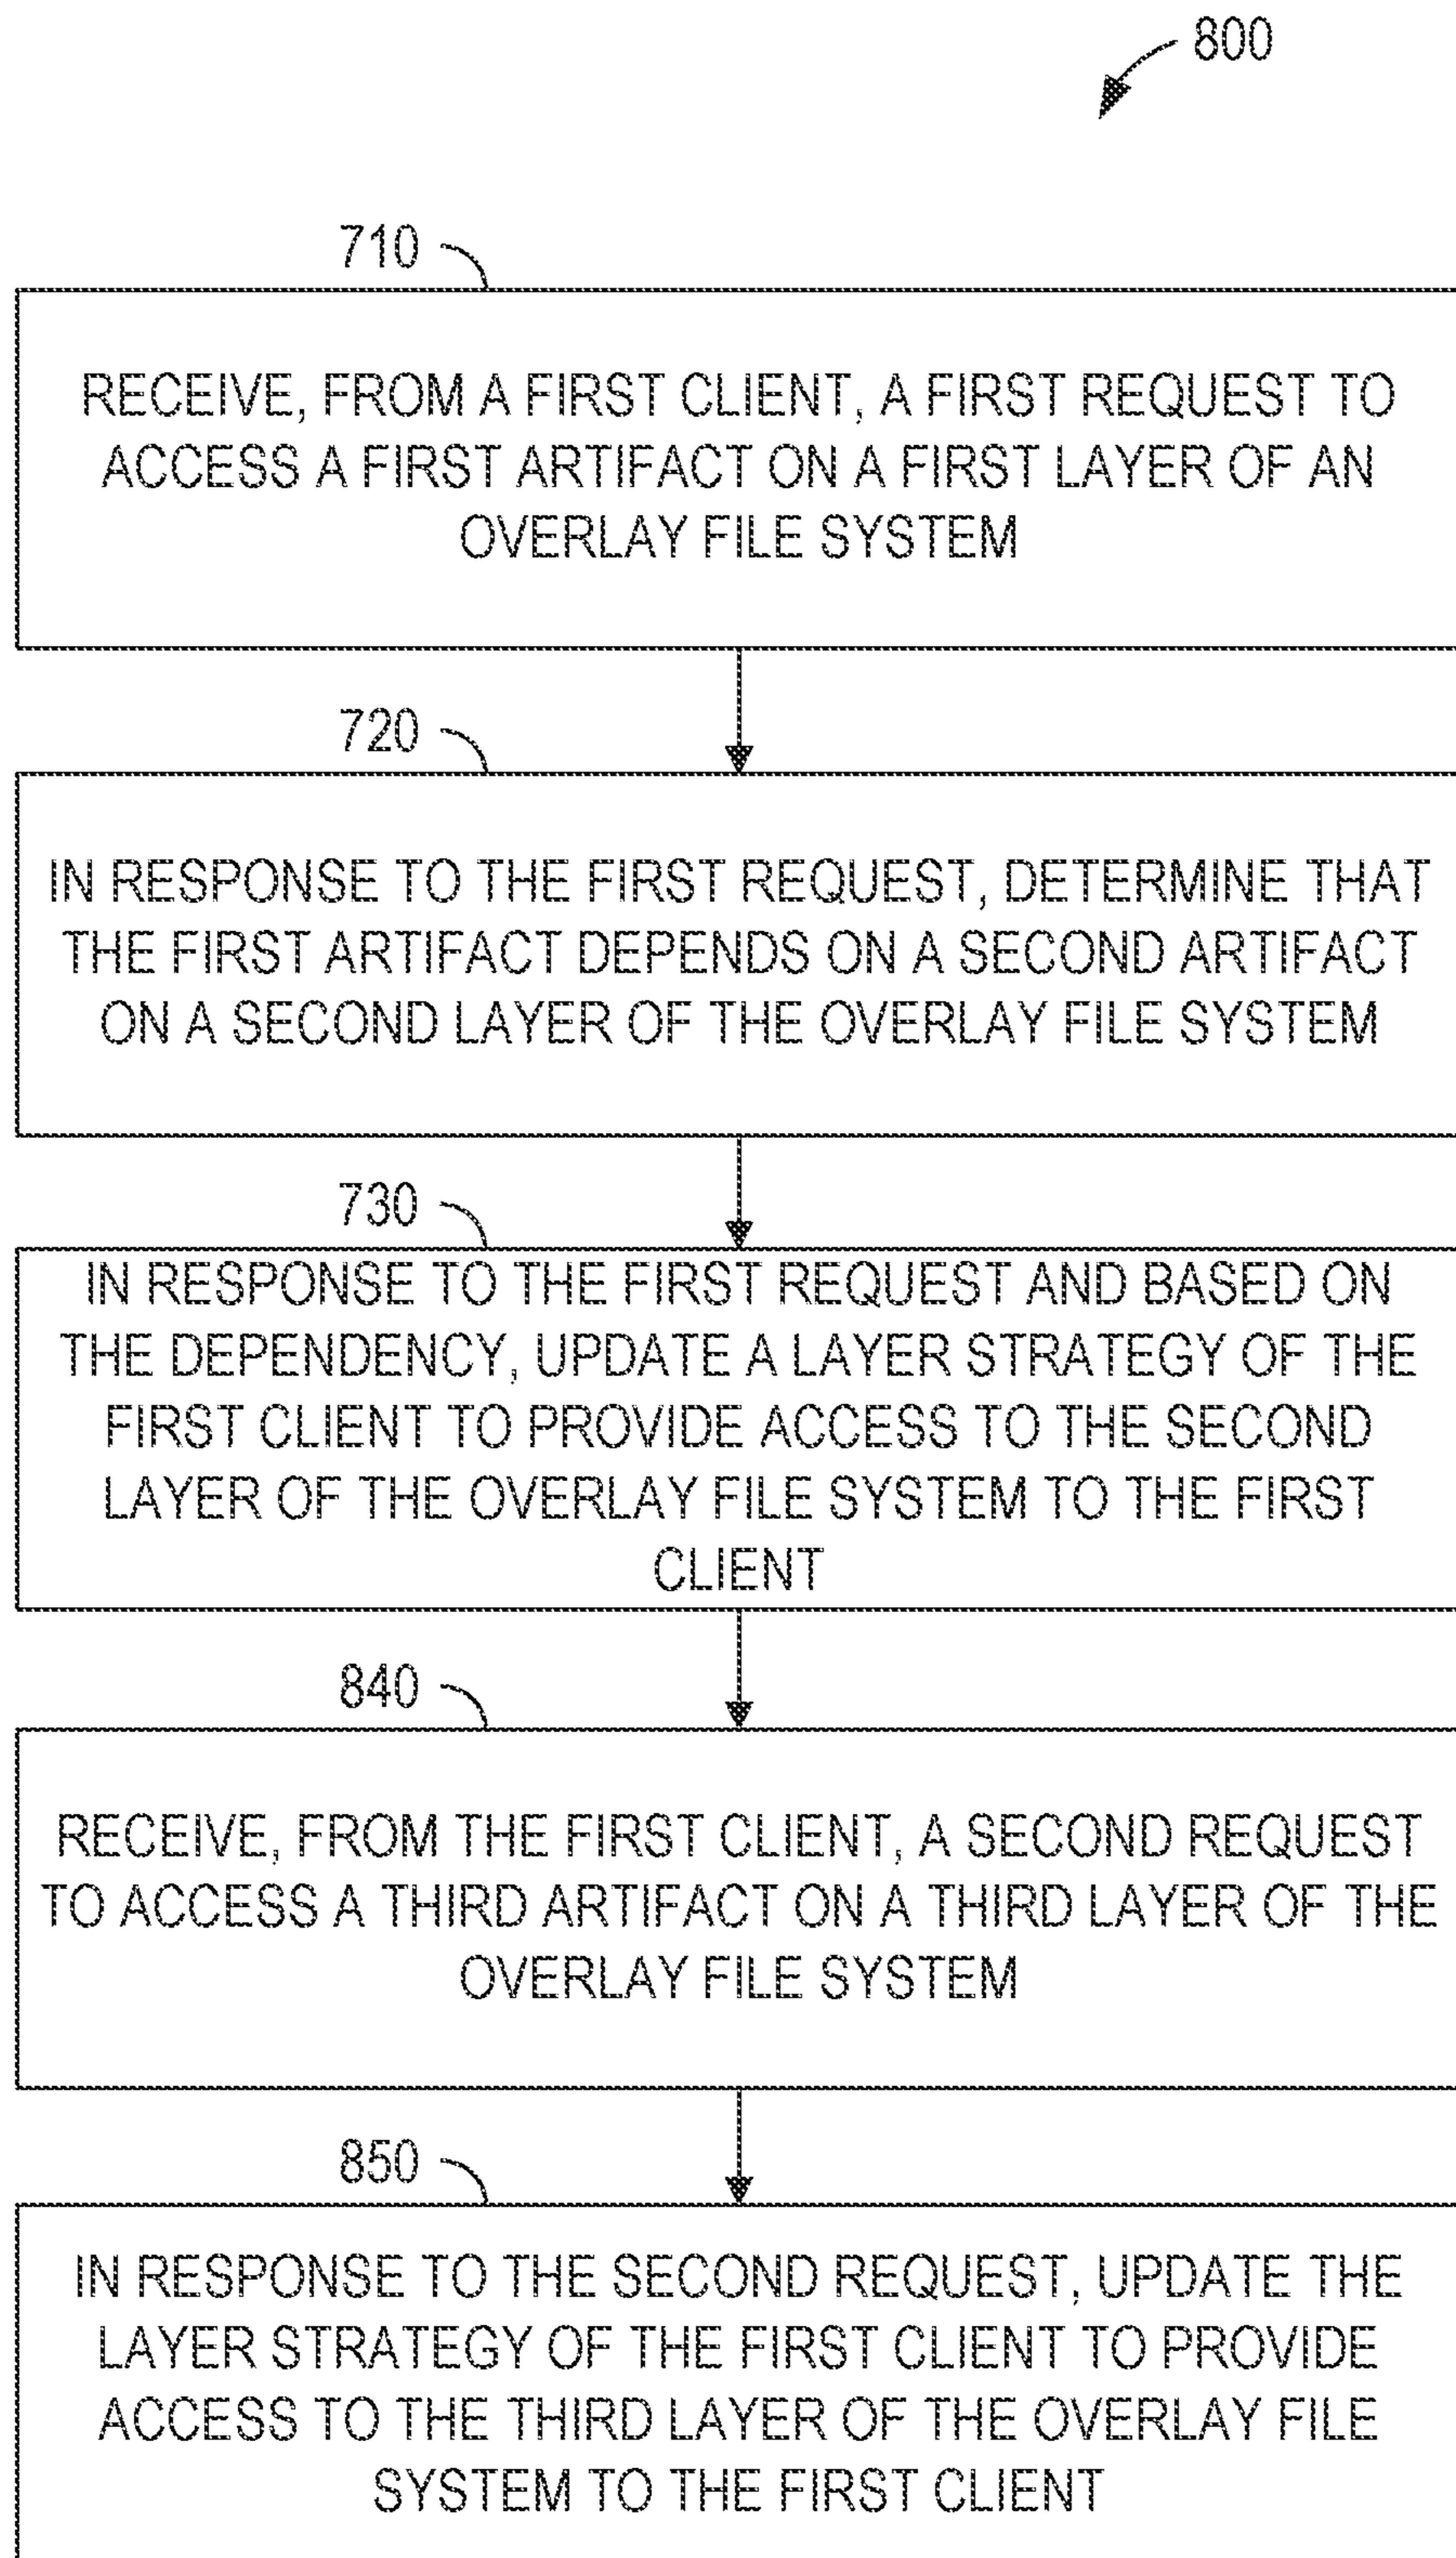 800
710
RECEIVE, FROM A FIRST CLIENT, A FIRST REQUEST TO
ACCESS A FIRST ARTIFACT ON A FIRST LAYER OF AN
OVERLAY FILE SYSTEM
720
IN RESPONSE TO THE FIRST REQUEST, DETERMINE THAT
THE FIRST ARTIFACT DEPENDS ON A SECOND ARTIFACT
ON A SECOND LAYER OF THE OVERLAY FILE SYSTEM
730
IN RESPONSE TO THE FIRST REQUEST AND BASED ON
THE DEPENDENCY, UPDATE A LAYER STRATEGY OF THE
FIRST CLIENT TO PROVIDE ACCESS TO THE SECOND
LAYER OF THE OVERLAY FILE SYSTEM TO THE FIRST
CLIENT
840
RECEIVE, FROM THE FIRST CLIENT, A SECOND REQUEST
TO ACCESS A THIRD ARTIFACT ON A THIRD LAYER OF THE
OVERLAY FILE SYSTEM
850
IN RESPONSE TO THE SECOND REQUEST, UPDATE THE
LAYER STRATEGY OF THE FIRST CLIENT TO PROVIDE
ACCESS TO THE THIRD LAYER OF THE OVERLAY FILE
SYSTEM TO THE FIRST CLIENT